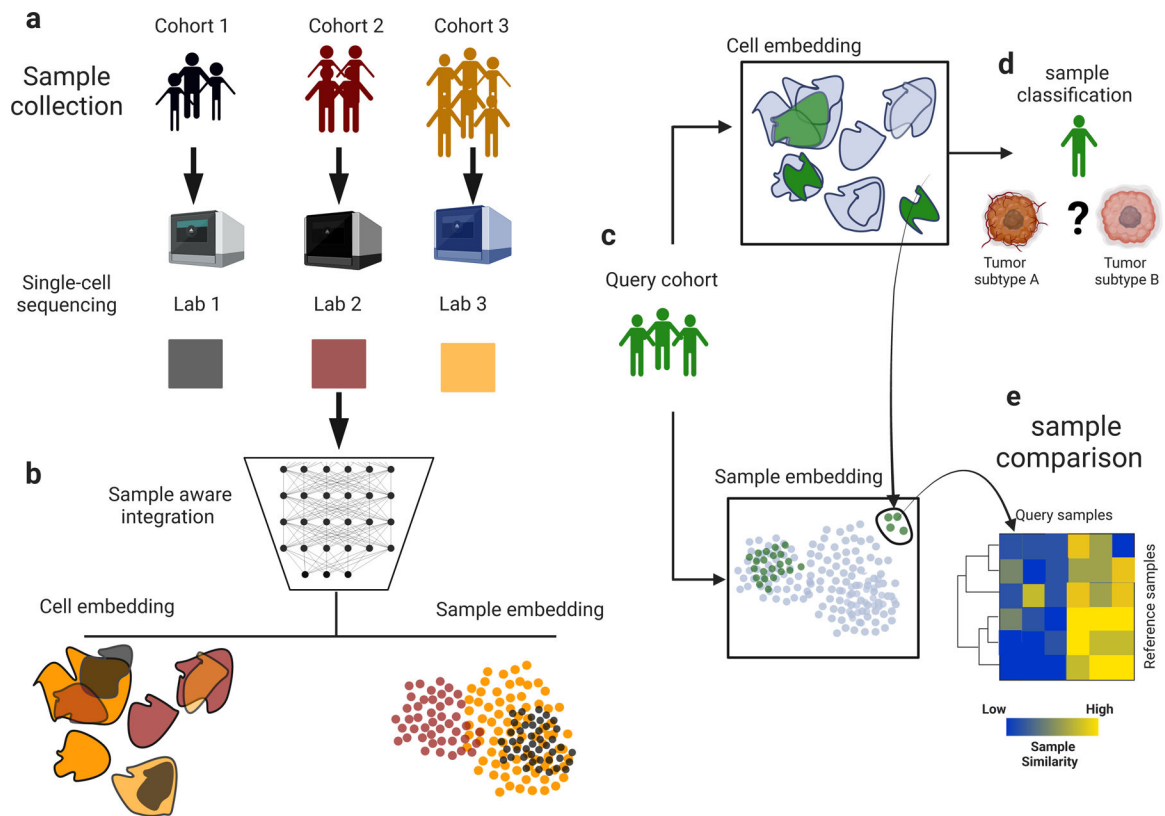 a
Cohort 1
Cohort 2
Cohort 3
Sample
collection
Single-cell
sequencing
Lab 1
Lab 2
Lab 3
b
Sample aware
integration
Cell embedding
Sample embedding
c
Query cohort
Cell embedding
Sample embedding
d
sample
classification
?
Tumor
subtype A
Tumor
subtype B
e
sample
comparison
Query samples
Reference samples
Low
High
Sample
Similarity